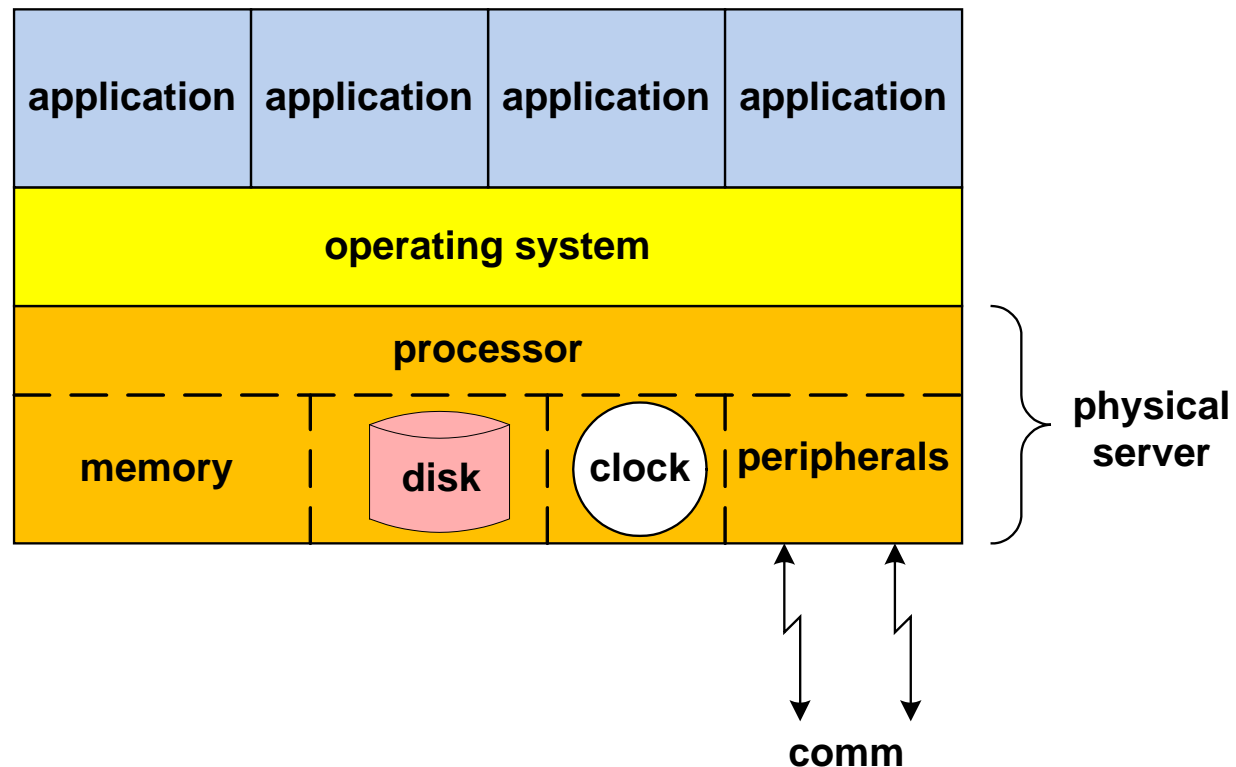 application application application application
operating system
processor
physical
server
memory
disk
clock
peripherals
comm